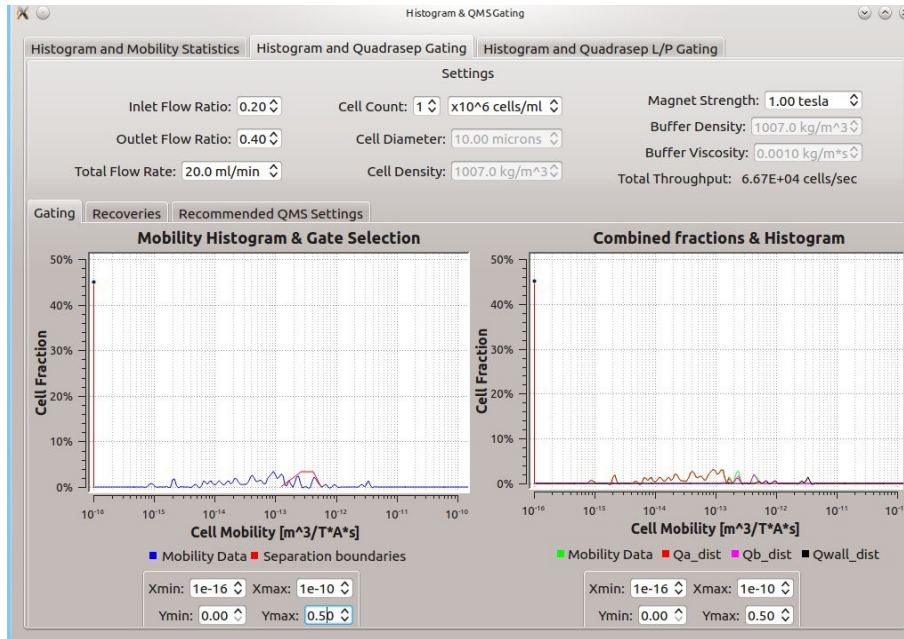 Histogram & QMSGating
Histogram and Mobility Statistics Histogram and Quadrasep Gating Histogram and Quadrasep L/P Gating
Settings
Inlet Flow Ratio: 0.20 Cell Count: 1 x10^6 cells/ml Magnet Strength: 1.00 tesla
Outlet Flow Ratio: 0.40 Cell Diameter: 10.00 microns Buffer Density: 1007.0 kg/m^3
Total Flow Rate: 20.0 ml/min Cell Density: 1007.0 kg/m^3 Buffer Viscosity: 0.0010 kg/m*s
Total Throughput: 6.67E+04 cells/sec
Gating Recoveries Recommended QMS Settings
Mobility Histogram & Gate Selection
50%
40%
30%
20%
10%
0%
Cell Fraction
10^-16 10^-15 10^-14 10^-13 10^-12 10^-11 10^-10
Cell Mobility [m^3/T*A*s]
Mobility Data Separation boundaries
Xmin: 1e-16 Xmax: 1e-10
Ymin: 0.00 Ymax: 0.50
Combined fractions & Histogram
50%
40%
30%
20%
10%
0%
Cell Fraction
10^-16 10^-15 10^-14 10^-13 10^-12 10^-11 10^-10
Cell Mobility [m^3/T*A*s]
Mobility Data Qa_dist Qb_dist Qwall_dist
Xmin: 1e-16 Xmax: 1e-10
Ymin: 0.00 Ymax: 0.50